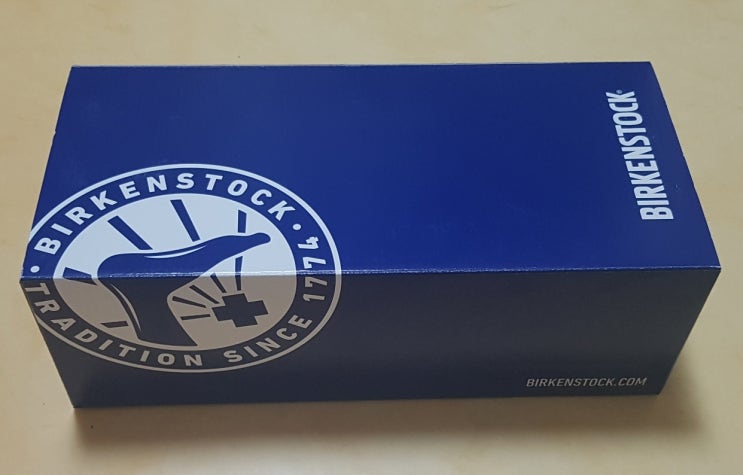 BIRKENSTOCK®
• BIRKENSTOCK •
TRADITION SINCE 1774
BIRKENSTOCK.COM